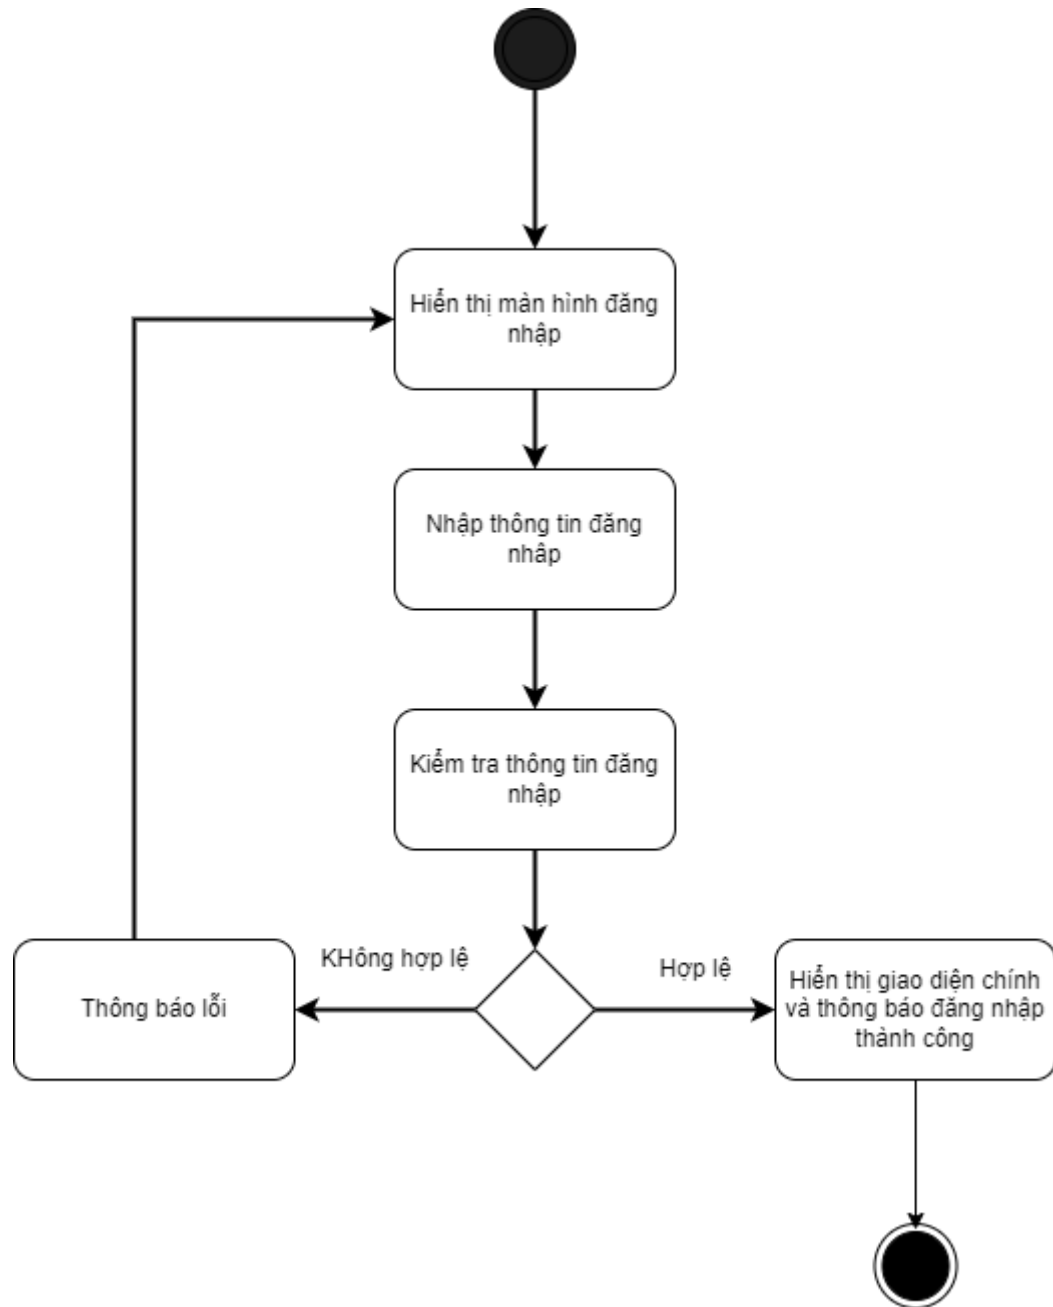 Hiển thị màn hình đăng
nhập
Nhập thông tin đăng
nhâp
Kiểm tra thông tin đăng
nhập
KHông hợp lệ
Hợp lệ
Thông báo lỗi
Hiển thị giao diện chính
và thông báo đăng nhập
thành công